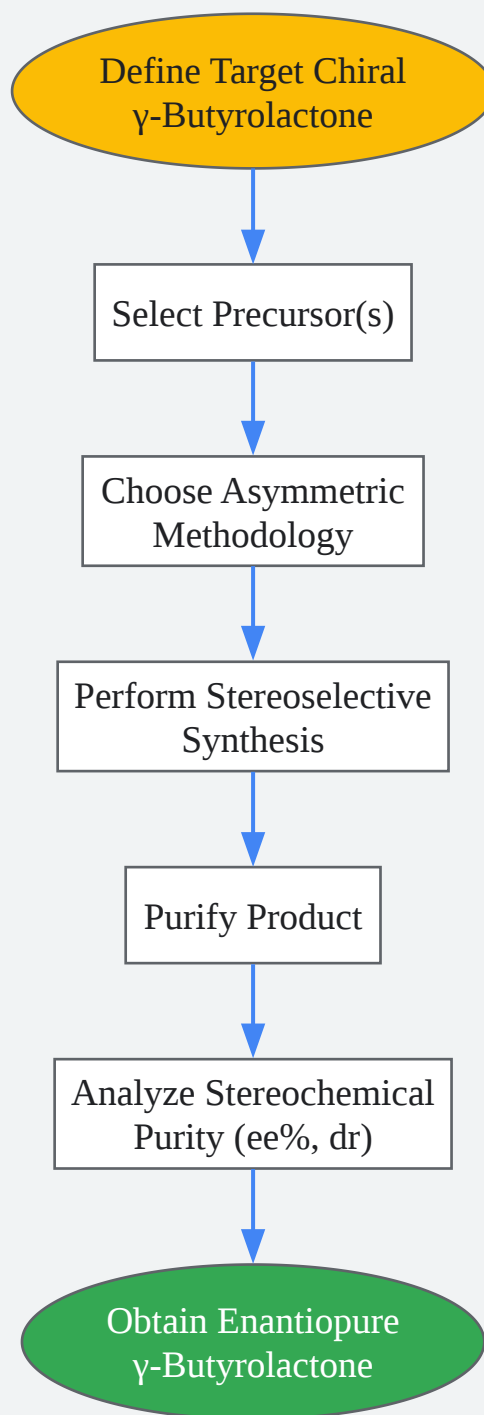 Define Target Chiral
γ-Butyrolactone
Select Precursor(s)
Choose Asymmetric
Methodology
Perform Stereoselective
Synthesis
Purify Product
Analyze Stereochemical
Purity (ee%, dr)
Obtain Enantiopure
γ-Butyrolactone